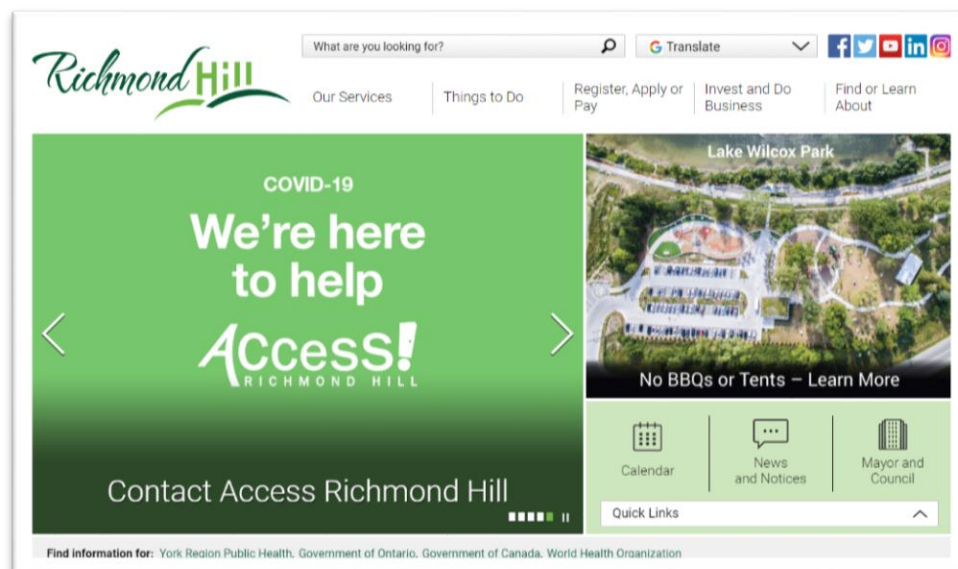 Richmond Hill
What are you looking for?
G Translate
Our Services
Things to Do
Register, Apply or
Pay
Invest and Do
Business
Find or Learn
About
COVID-19
We're here
to help
ACCeSS!
RICHMOND HILL
Contact Access Richmond Hill
Lake Wilcox Park
No BBQs or Tents – Learn More
Calendar
News
and Notices
Mayor and
Council
Quick Links
Find information for: York Region Public Health, Government of Ontario, Government of Canada, World Health Organization